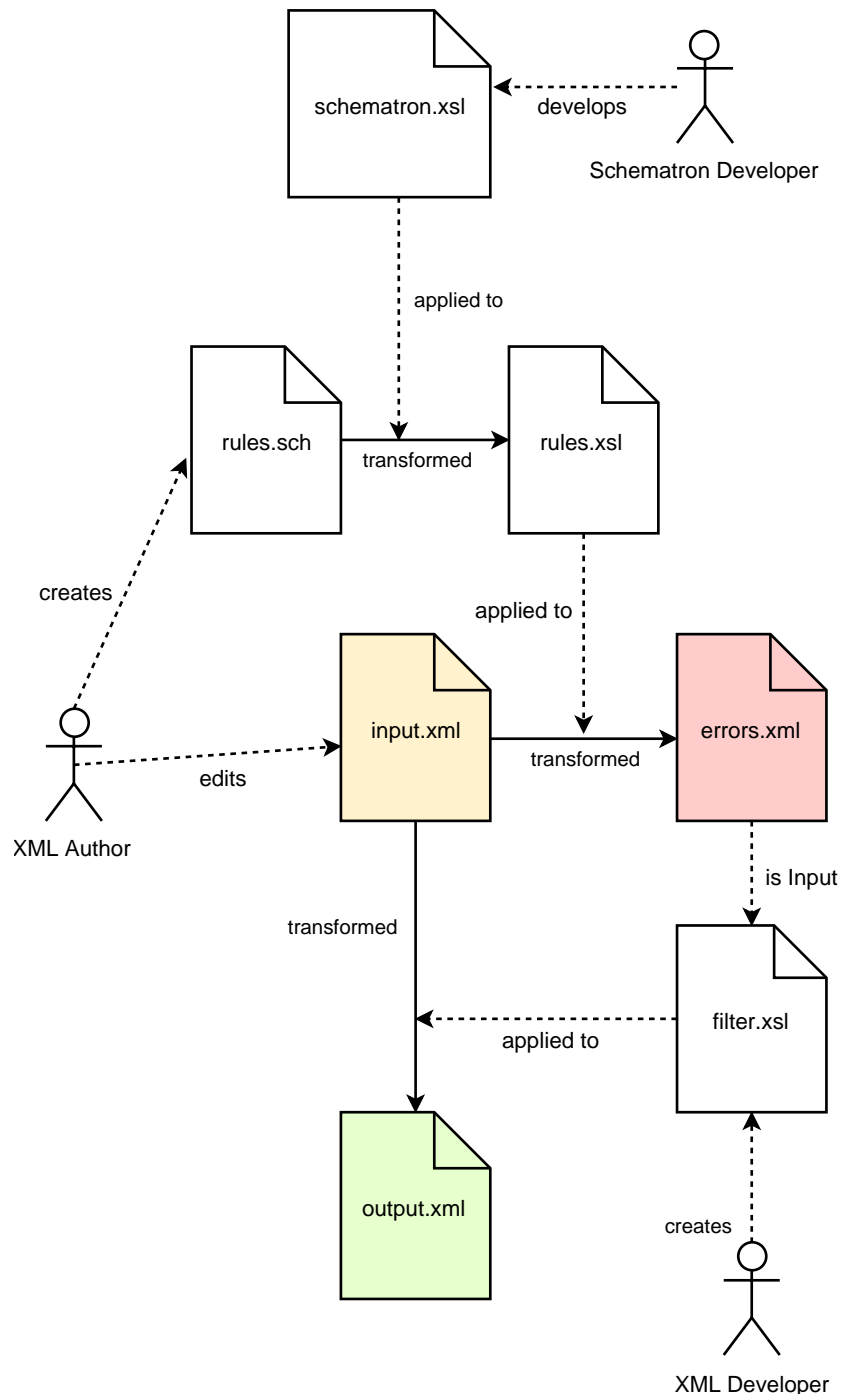 schematron.xsl
develops
Schematron Developer
applied to
rules.sch
rules.xsl
transformed
creates
applied to
input.xml
errors.xml
transformed
edits
XML Author
is Input
transformed
filter.xsl
applied to
output.xml
creates
XML Developer